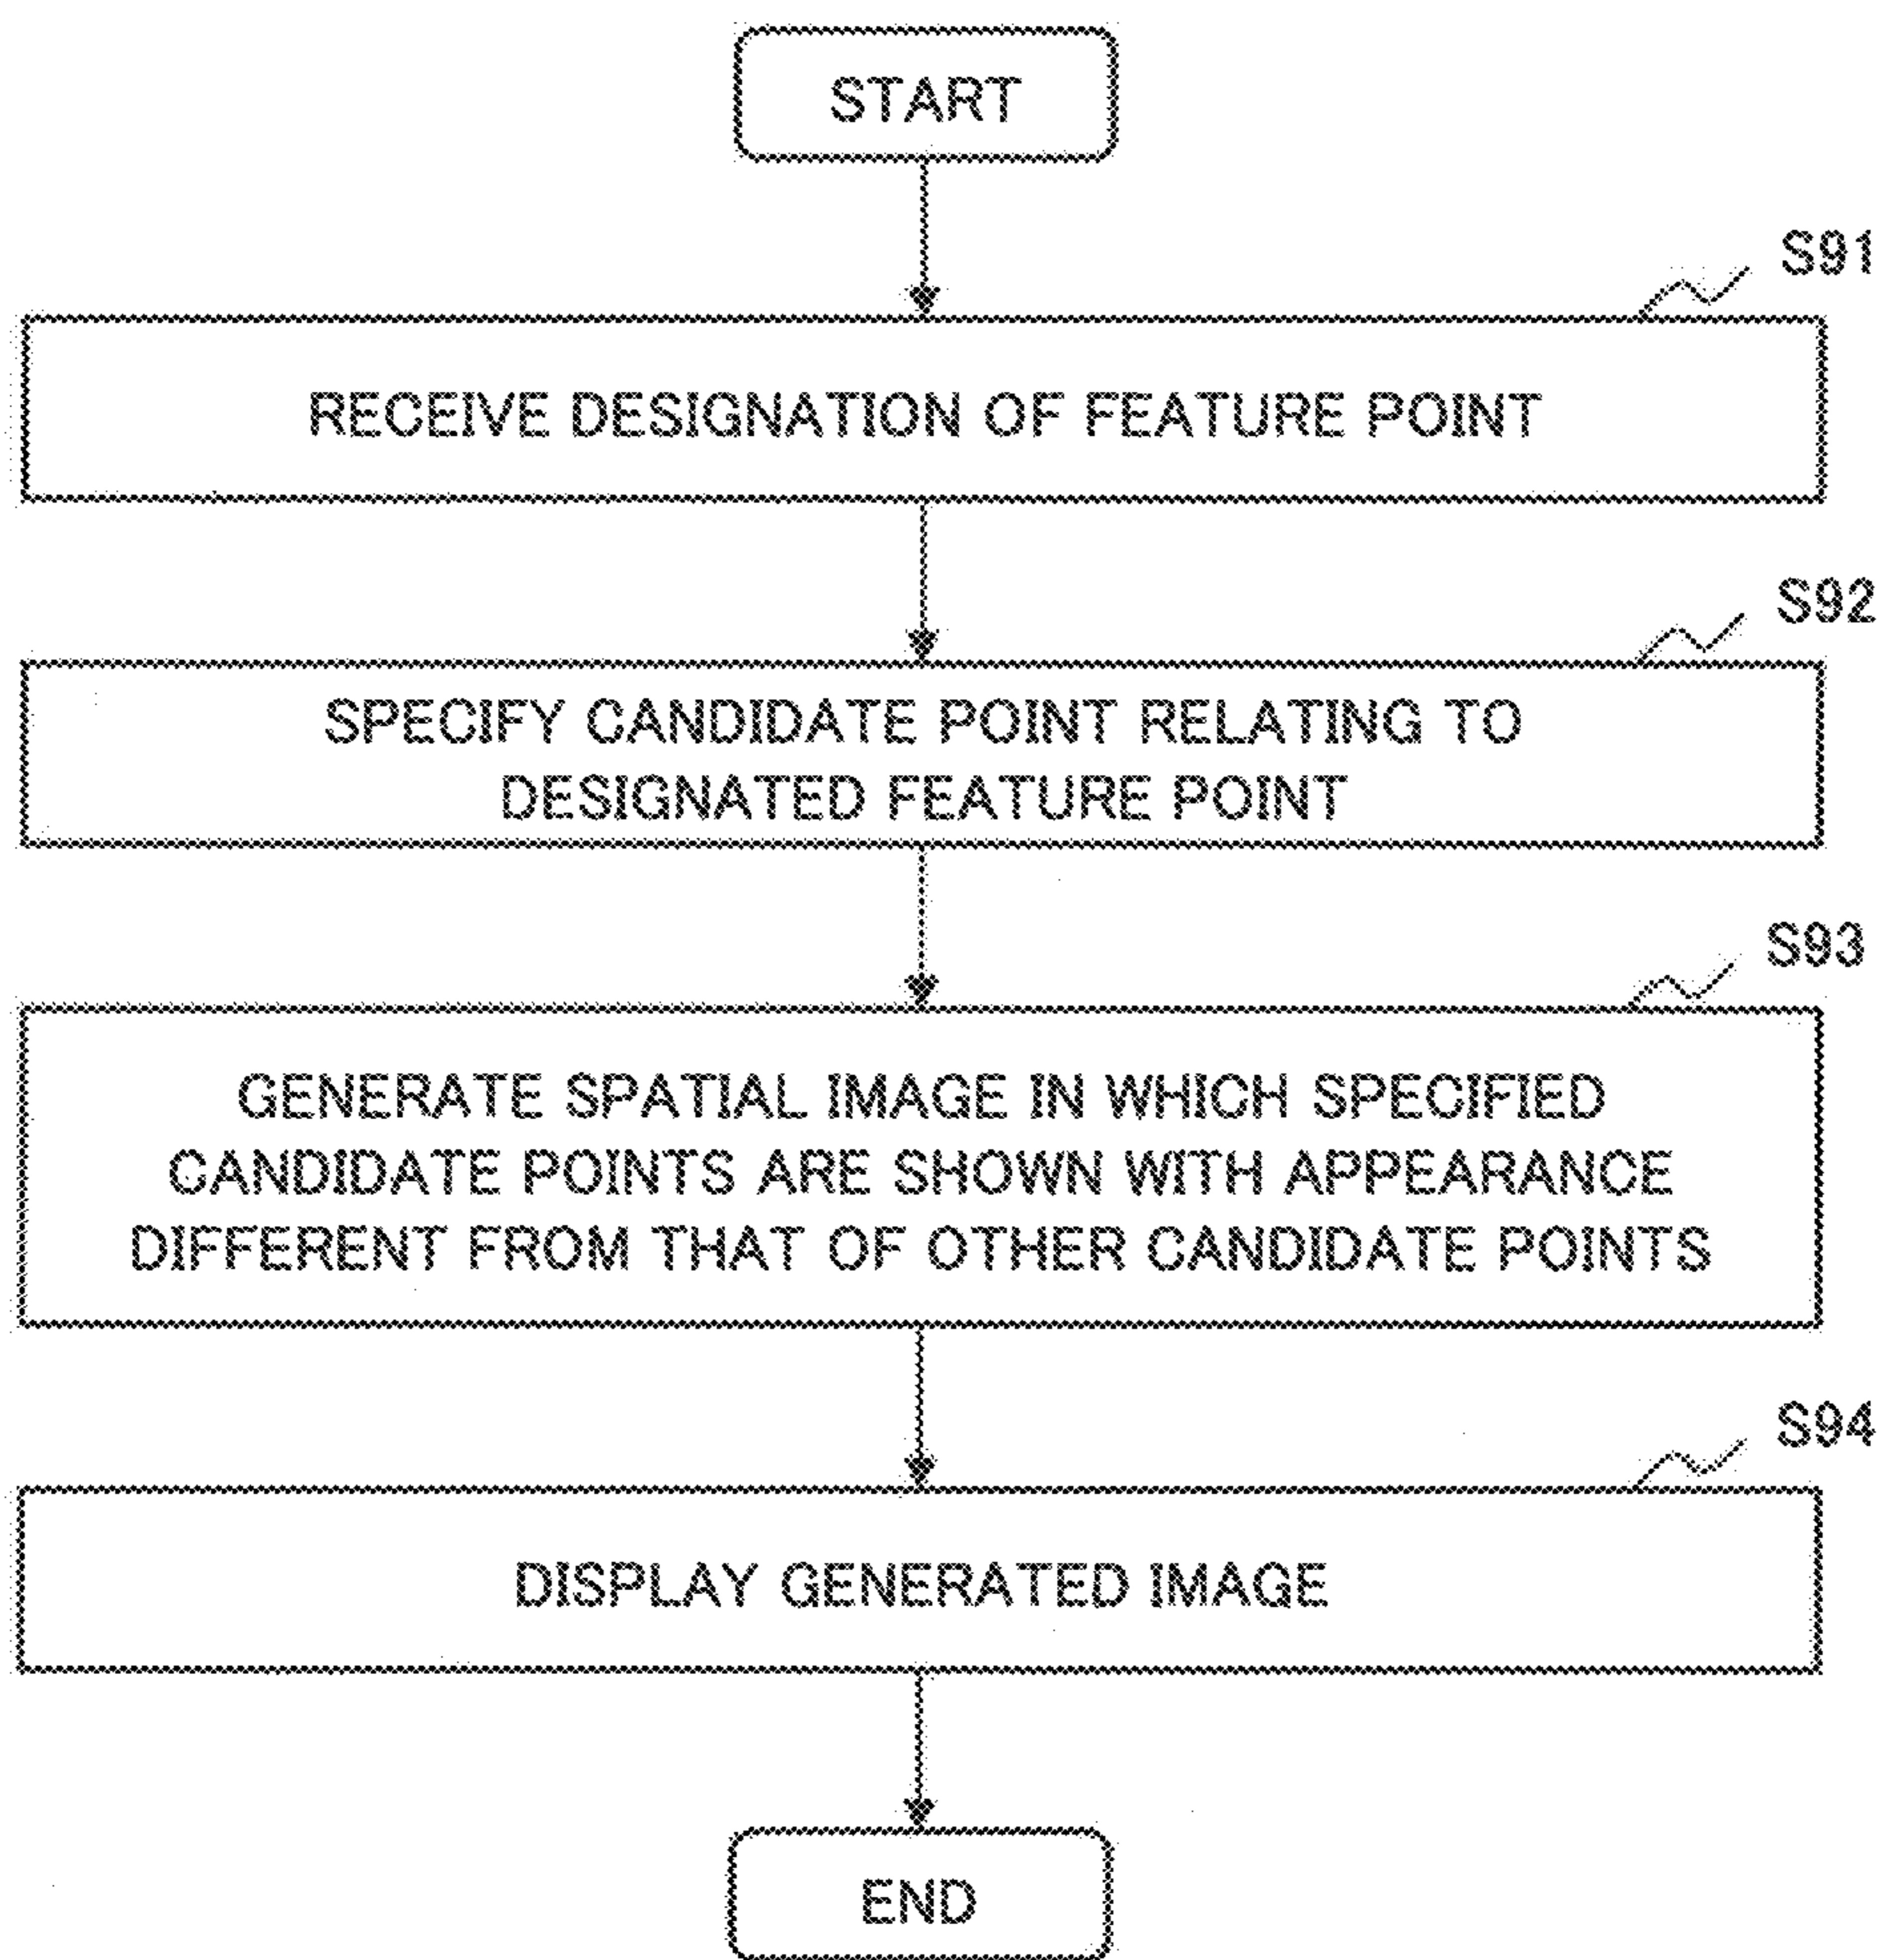 START
S91
RECEIVE DESIGNATION OF FEATURE POINT
S92
SPECIFY CANDIDATE POINT RELATING TO
DESIGNATED FEATURE POINT
S93
GENERATE SPATIAL IMAGE IN WHICH SPECIFIED
CANDIDATE POINTS ARE SHOWN WITH APPEARANCE
DIFFERENT FROM THAT OF OTHER CANDIDATE POINTS
S94
DISPLAY GENERATED IMAGE
END